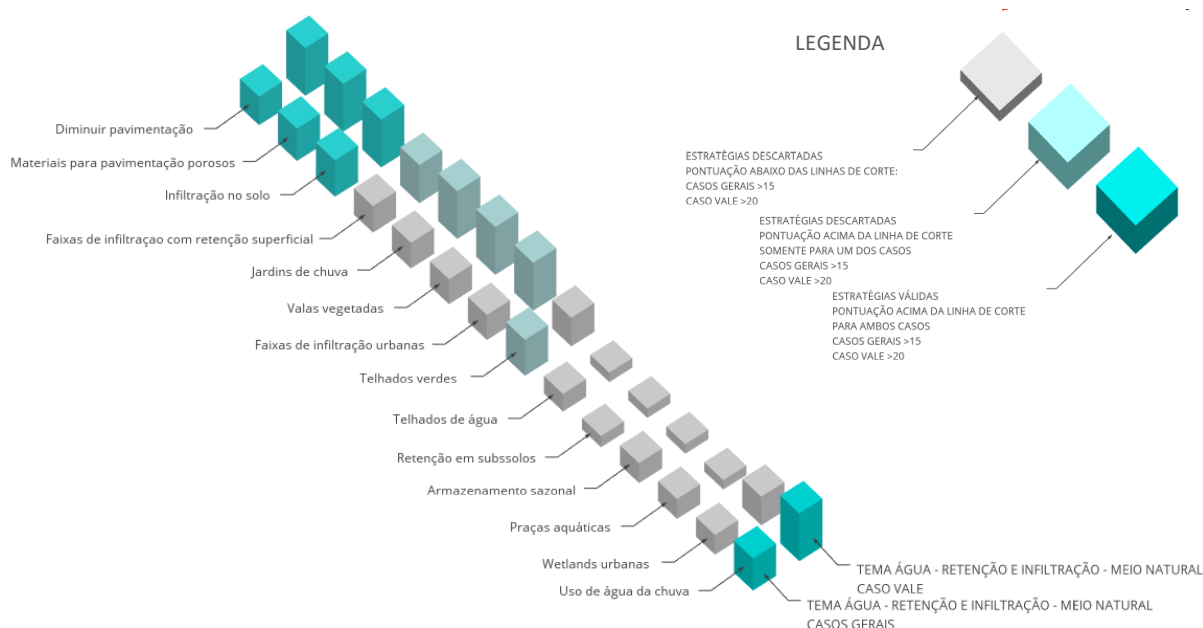 LEGENDA
Diminuir pavimentação
Materiais para pavimentação porosos
Infiltração no solo
Faixas de infiltraçao com retenção superficial
Jardins de chuva
Valas vegetadas
Faixas de infiltração urbanas
Telhados verdes
Telhados de água
Retenção em subssolos
Armazenamento sazonal
Praças aquáticas
Wetlands urbanas
Uso de água da chuva
ESTRATÉGIAS DESCARTADAS
PONTUAÇÃO ABAIXO DAS LINHAS DE CORTE:
CASOS GERAIS >15
CASO VALE >20
ESTRATÉGIAS DESCARTADAS
PONTUAÇÃO ACIMA DA LINHA DE CORTE
SOMENTE PARA UM DOS CASOS
CASOS GERAIS >15
CASO VALE >20
ESTRATÉGIAS VÁLIDAS
PONTUAÇÃO ACIMA DA LINHA DE CORTE
PARA AMBOS CASOS
CASOS GERAIS >15
CASO VALE >20
TEMA ÁGUA - RETENÇÃO E INFILTRAÇÃO - MEIO NATURAL
CASO VALE
TEMA ÁGUA - RETENÇÃO E INFILTRAÇÃO - MEIO NATURAL
CASOS GERAIS